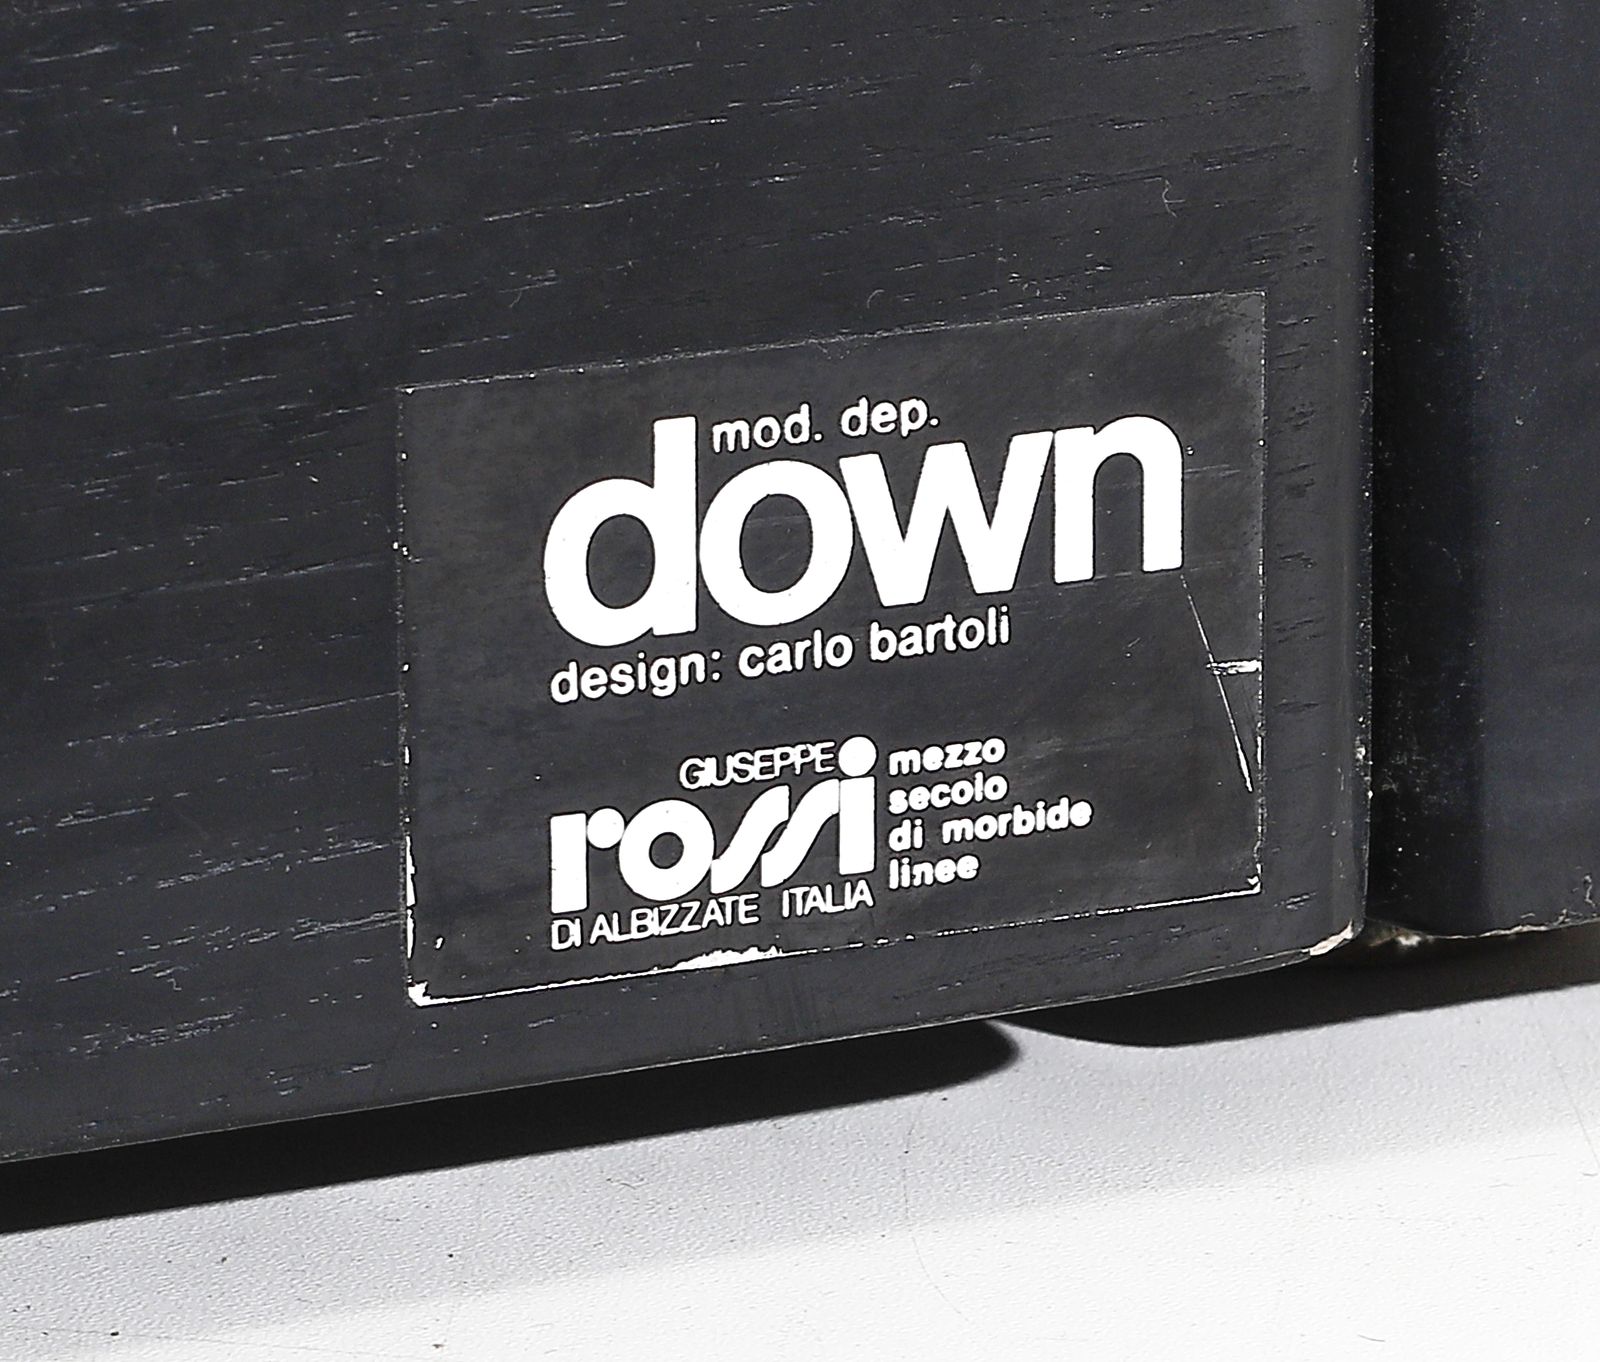 mod. dep.
down
design: carlo bartoli
GIUSEPPE
rossi
DI ALBIZZATE ITALIA
mezzo
secolo
di morbide
linee